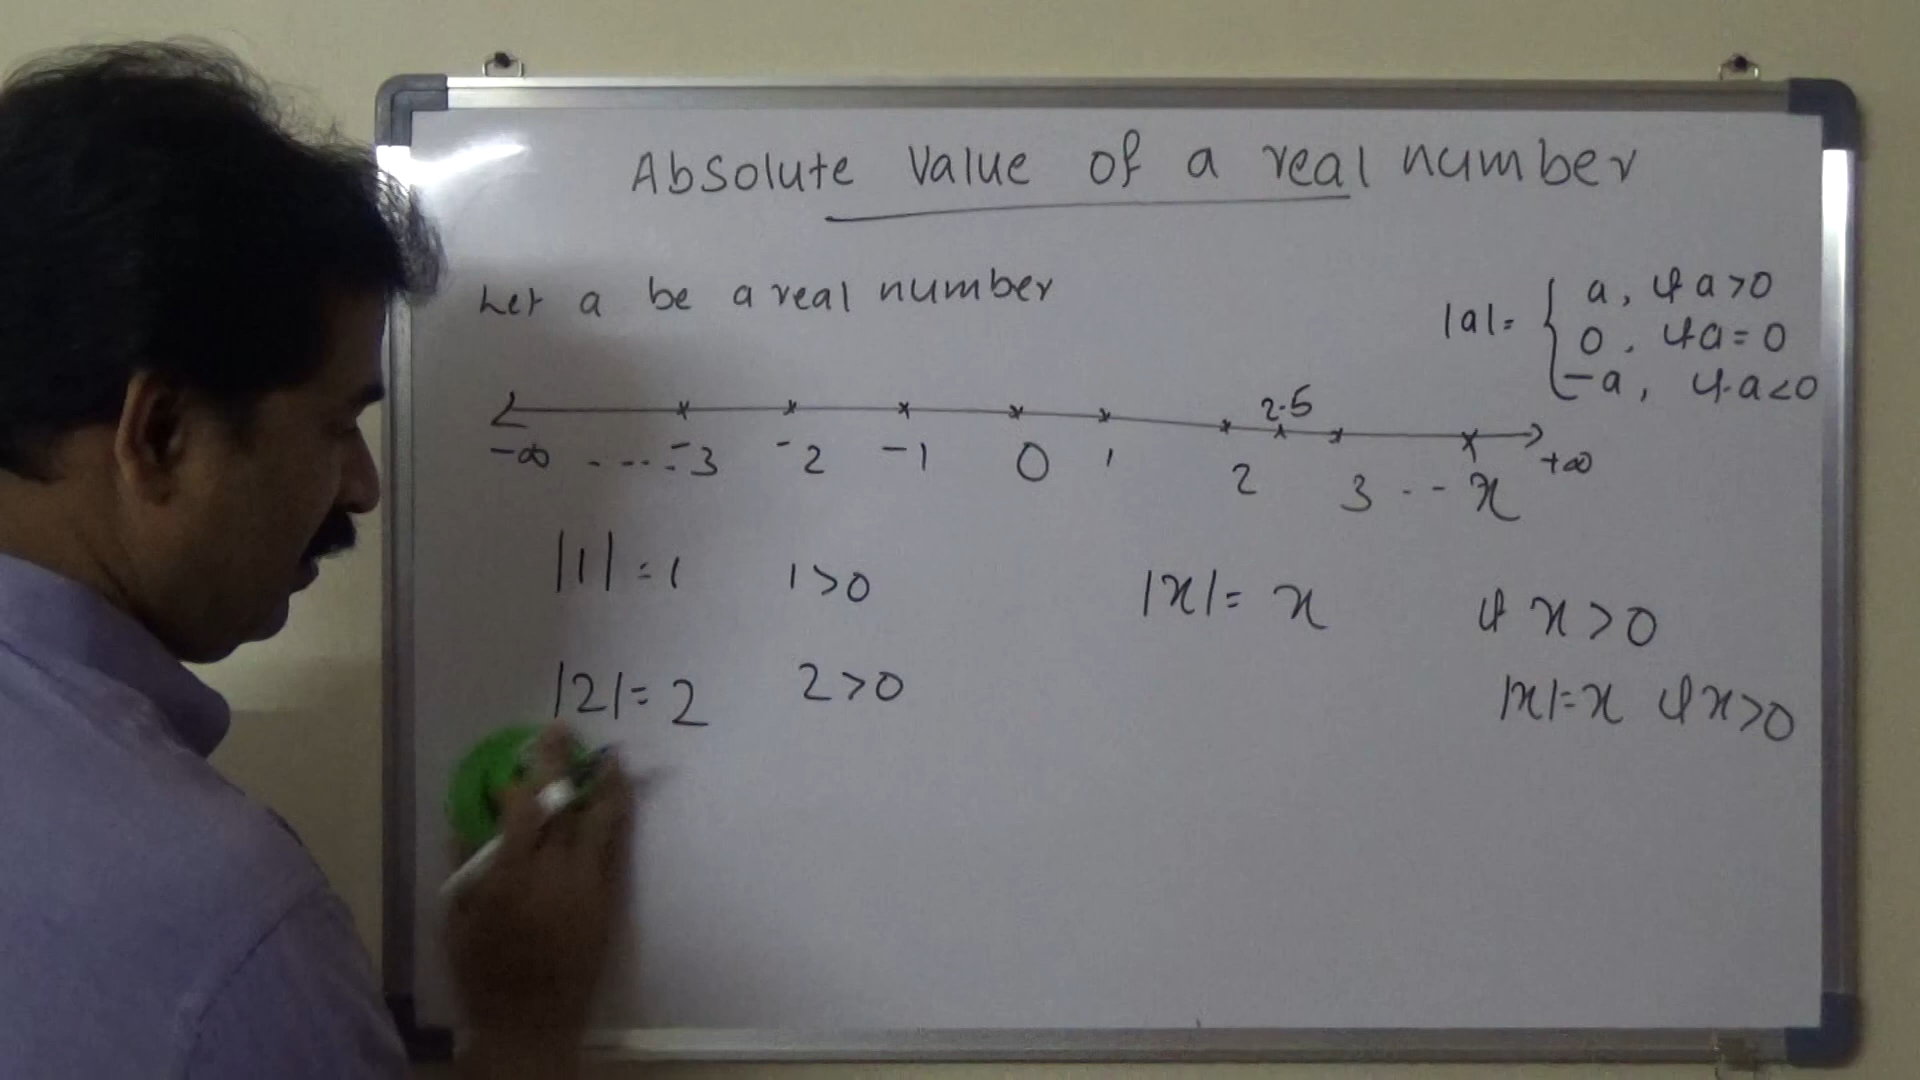 Absolute value of a real number
Let a be a real number
|a| = { a, if a>0
0, if a=0
-a, if a<0
2.5
-∞ ....-3 -2 -1 0 1 2 3 .. x +∞
|1| = 1 1>0
|x| = x if x>0
|2| = 2 2>0
|x|=x if x>0